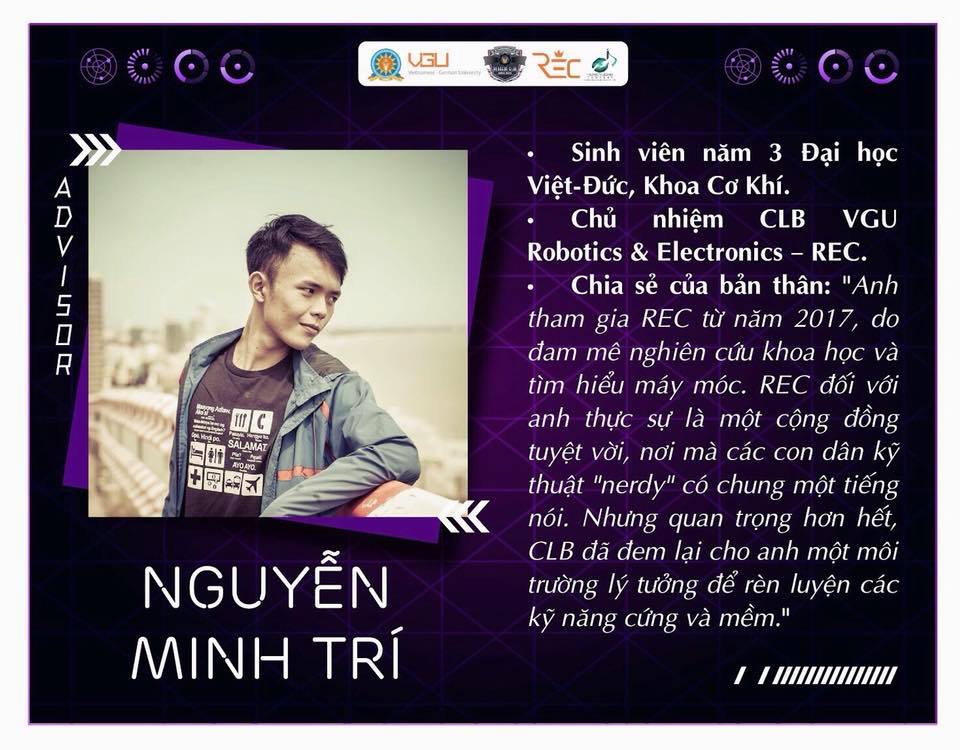 VGU
Vietnamese - German University
REC
ADVISOR
• Sinh viên năm 3 Đại học
Việt-Đức, Khoa Cơ Khí.
• Chủ nhiệm CLB VGU
Robotics & Electronics – REC.
• Chia sẻ của bản thân: "Anh
tham gia REC từ năm 2017, do
đam mê nghiên cứu khoa học và
tìm hiểu máy móc. REC đối với
anh thực sự là một cộng đồng
tuyệt vời, nơi mà các con dân kỹ
thuật "nerdy" có chung một tiếng
nói. Nhưng quan trọng hơn hết,
CLB đã đem lại cho anh một môi
trường lý tưởng để rèn luyện các
kỹ năng cứng và mềm."
SALAMAT.
AYO AYO.
NGUYỄN
MINH TRÍ